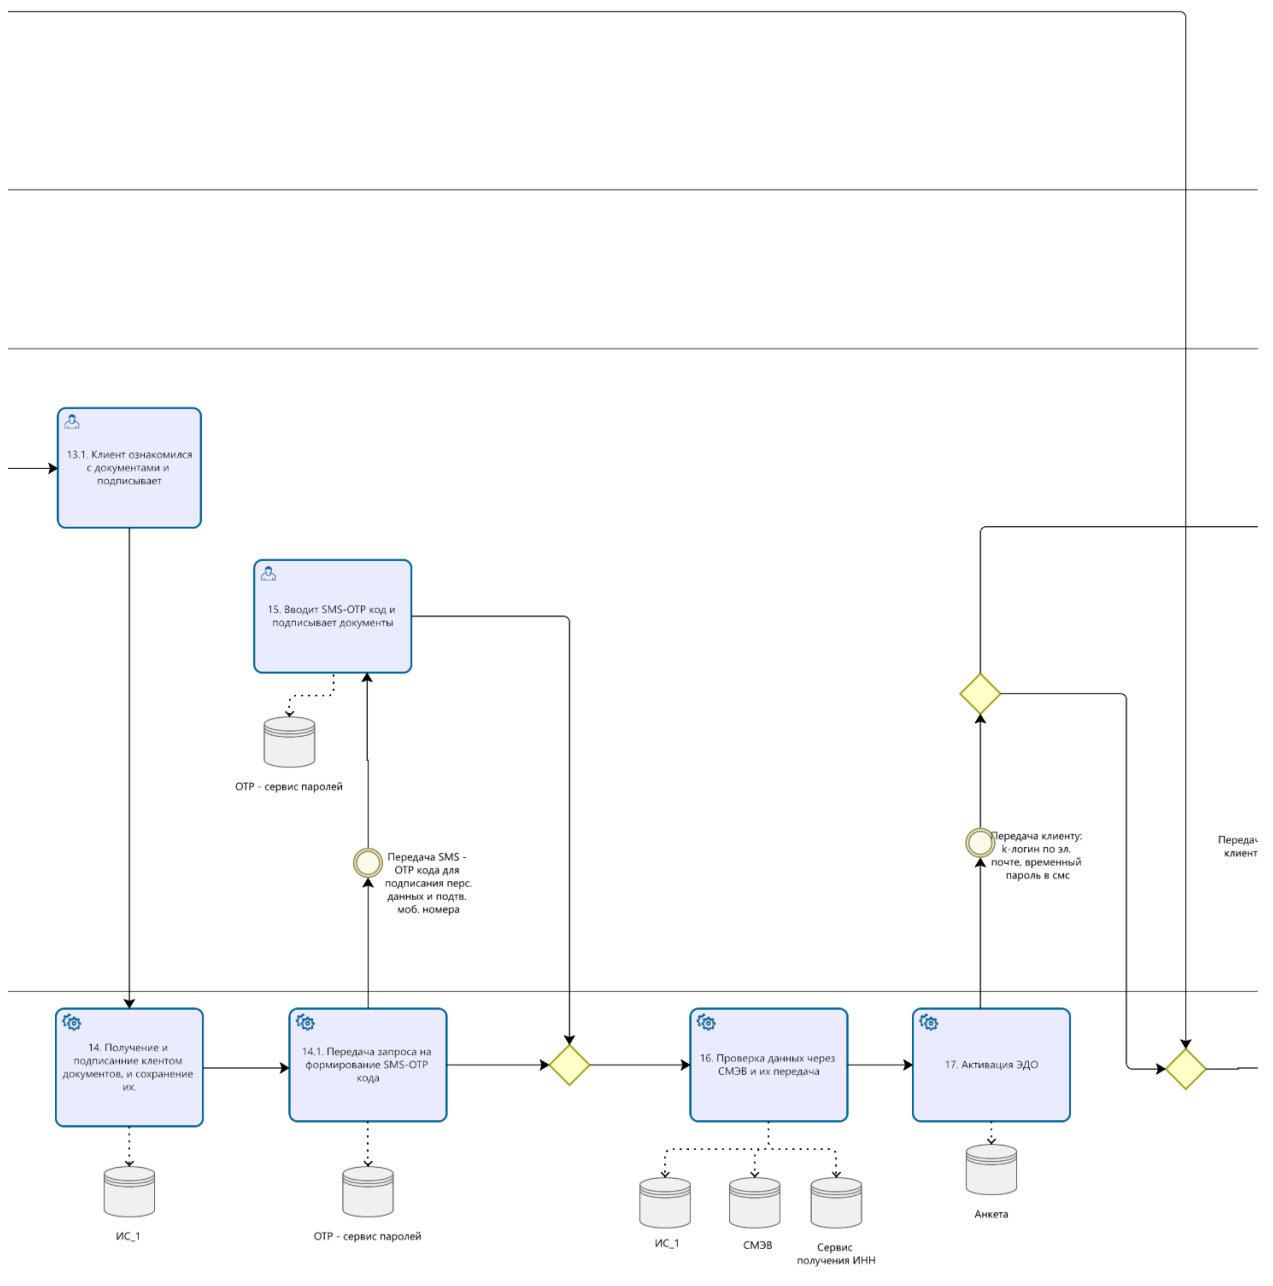 13.1. Клиент ознакомился
с документами и
подписывает
15. Вводит SMS-OTP код и
подписывает документы
OTP - сервис паролей
Передача SMS -
OTP кода для
подписания перс.
данных и подтв.
моб. номера
Передача клиенту:
k-логин по эл.
почте, временный
пароль в смс
Передач
клиент
14. Получение и
подписанние клентом
документов, и сохранение
их.
14.1. Передача запроса на
формирование SMS-OTP
кода
16. Проверка данных через
СМЭВ и их передача
17. Активация ЭДО
ИС_1
OTP - сервис паролей
ИС_1
СМЭВ
Сервис
получения ИНН
Анкета